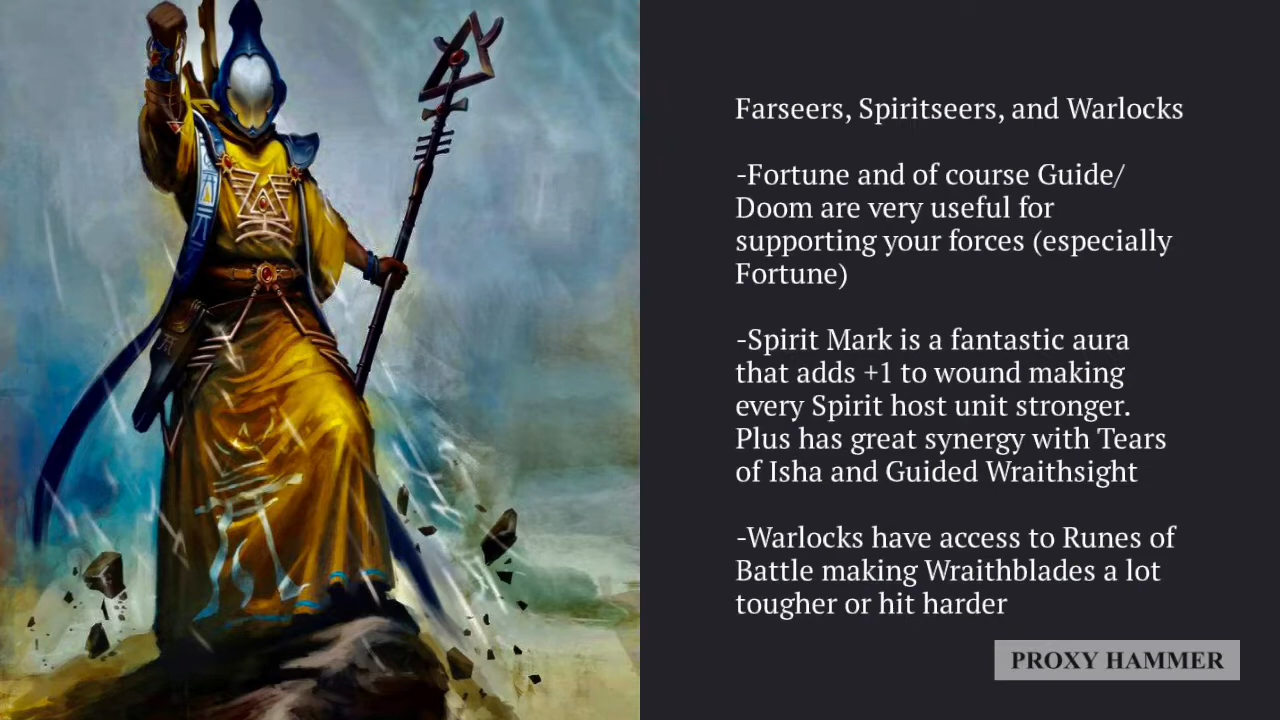 Farseers, Spiritseers, and Warlocks
-Fortune and of course Guide/
Doom are very useful for
supporting your forces (especially
Fortune)
-Spirit Mark is a fantastic aura
that adds +1 to wound making
every Spirit host unit stronger.
Plus has great synergy with Tears
of Isha and Guided Wraithsight
-Warlocks have access to Runes of
Battle making Wraithblades a lot
tougher or hit harder
PROXY HAMMER